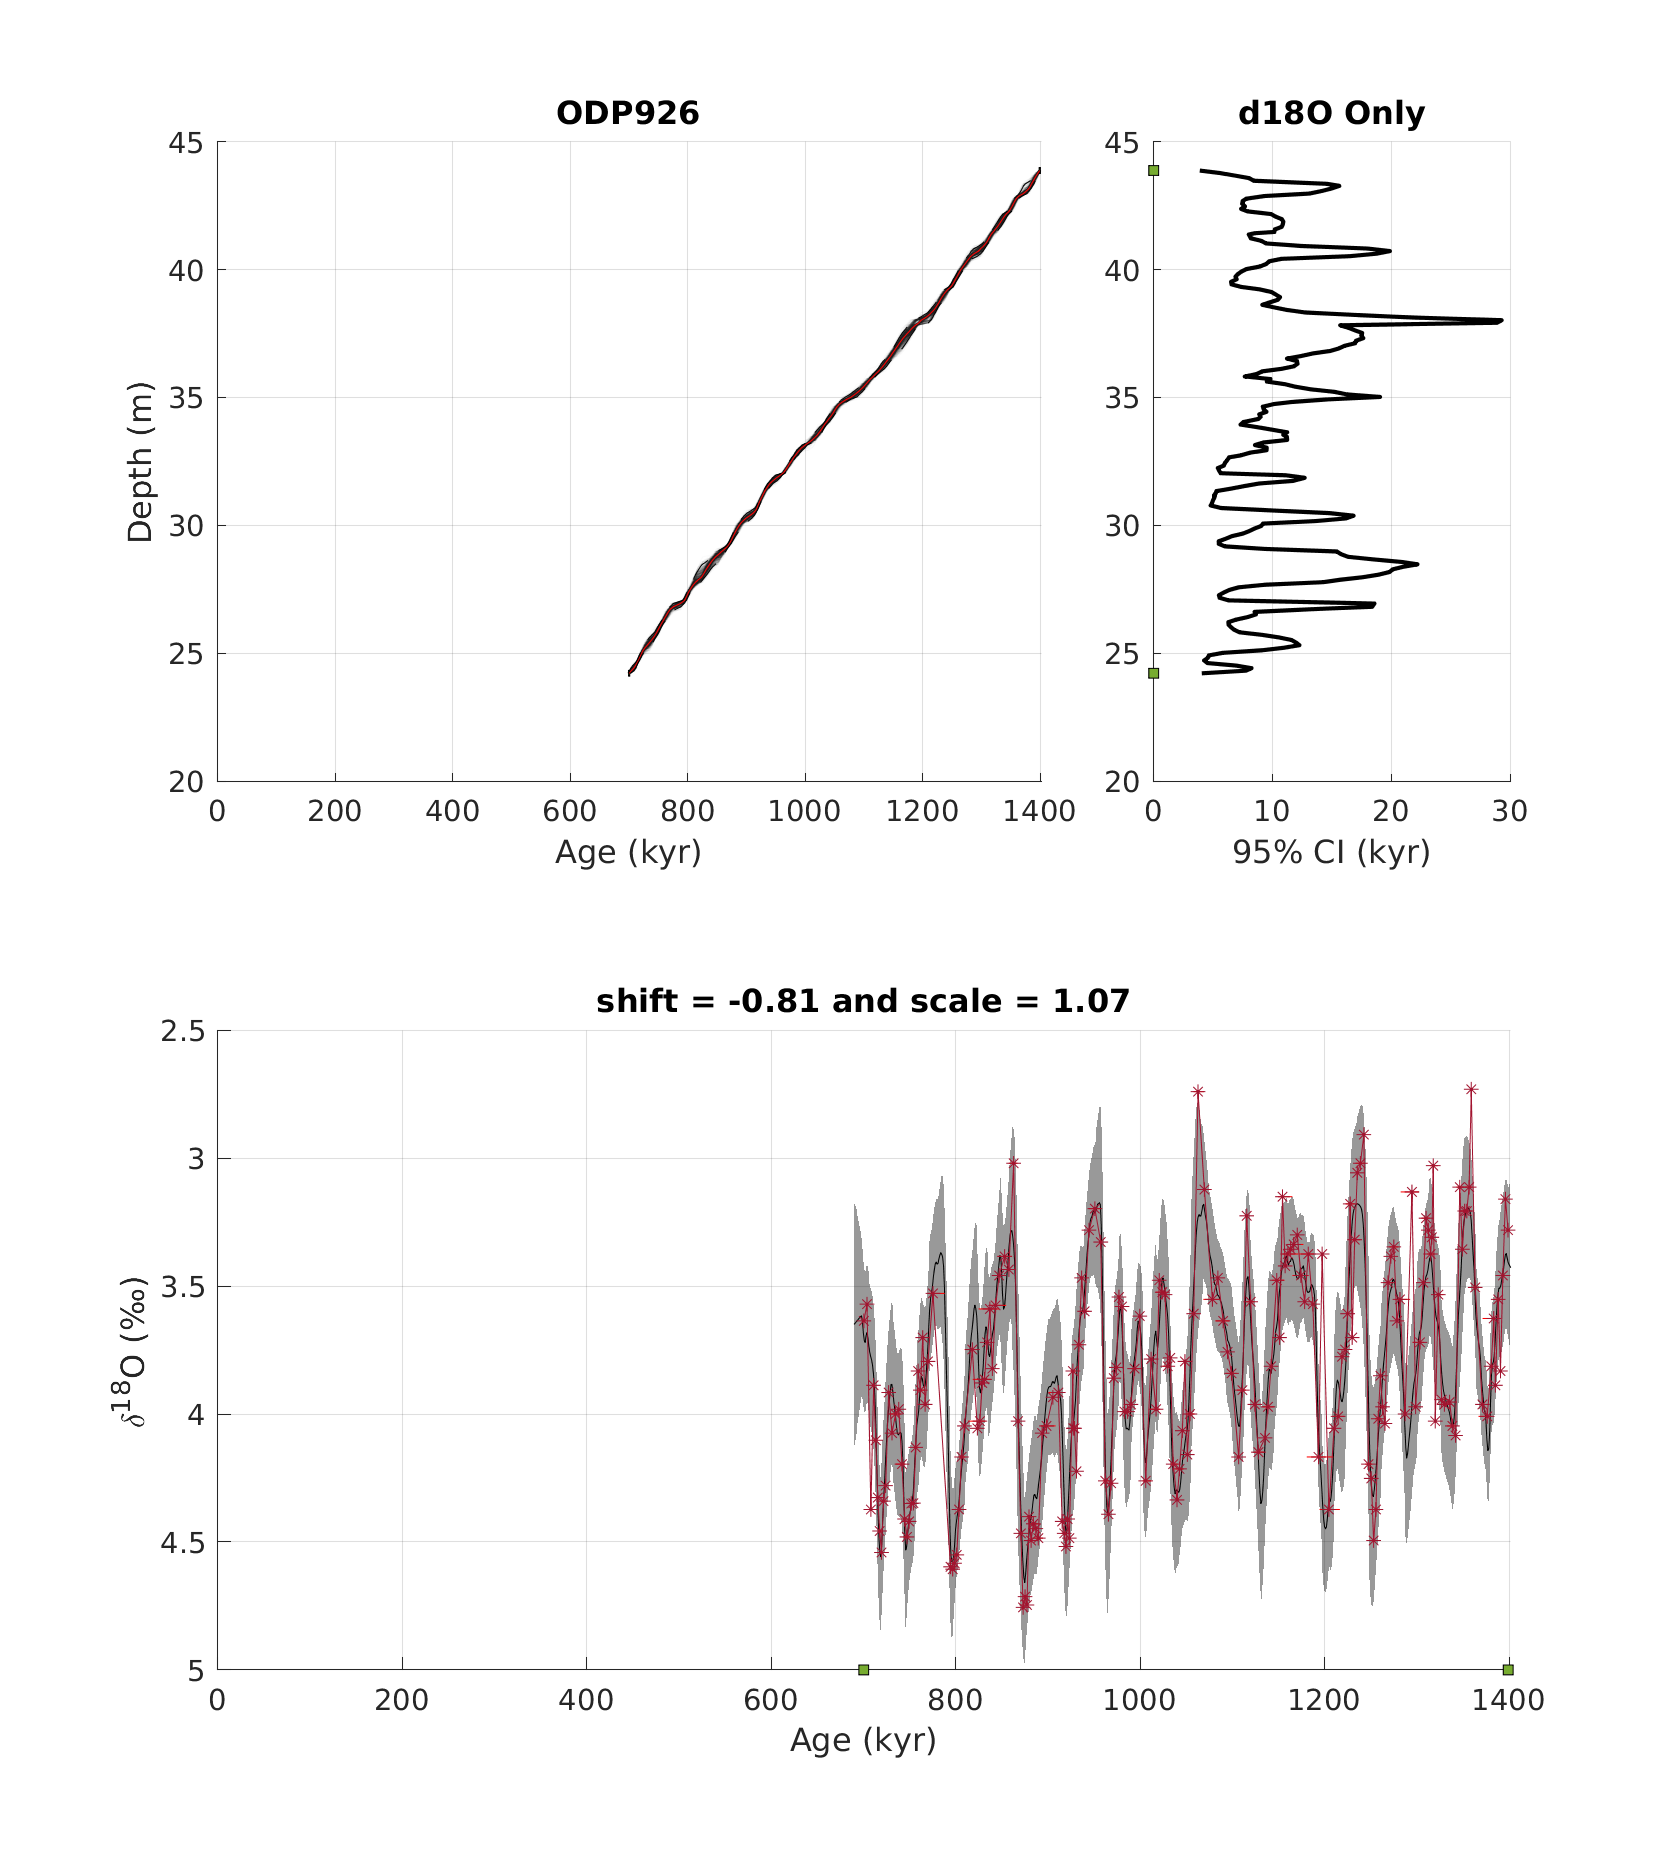 ODP926
d18O Only
45
40
35
30
25
20
Depth (m)
0 200 400 600 800 1000 1200 1400
Age (kyr)
45
40
35
30
25
20
0 10 20 30
95% CI (kyr)
shift = -0.81 and scale = 1.07
2.5
3
3.5
4
4.5
5
δ18O (‰)
0 200 400 600 800 1000 1200 1400
Age (kyr)